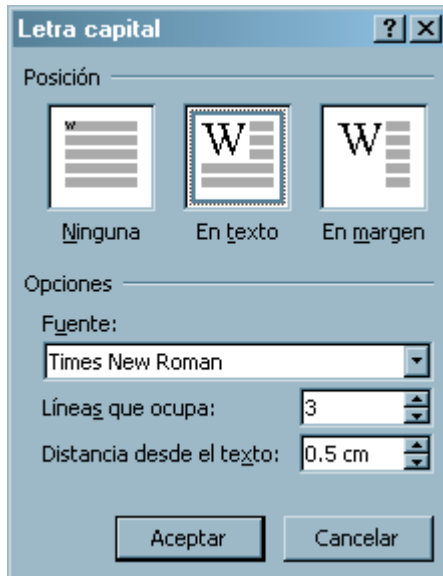 Letra capital
Posición
W W W
Ninguna En texto En margen
Opciones
Fuente:
Times New Roman
Líneas que ocupa: 3
Distancia desde el texto: 0.5 cm
Aceptar Cancelar